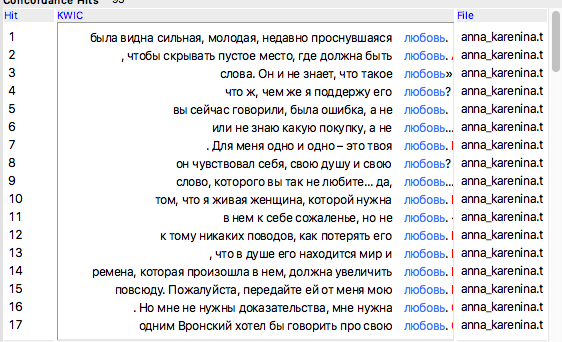 Concordance Hits 95
Hit KWIC File
1 была видна сильная, молодая, недавно проснувшаяся любовь. anna_karenina.t
2 , чтобы скрывать пустое место, где должна быть любовь. anna_karenina.t
3 слова. Он и не знает, что такое любовь» anna_karenina.t
4 что ж, чем же я поддержу его любовь? anna_karenina.t
5 вы сейчас говорили, была ошибка, а не любовь. anna_karenina.t
6 или не знаю какую покупку, а не любовь... anna_karenina.t
7 . Для меня одно и одно – это твоя любовь. anna_karenina.t
8 он чувствовал себя, свою душу и свою любовь? anna_karenina.t
9 слово, которого вы так не любите... да, любовь... anna_karenina.t
10 том, что я живая женщина, которой нужна любовь. anna_karenina.t
11 в нем к себе сожаленье, но не любовь. anna_karenina.t
12 к тому никаких поводов, как потерять его любовь. anna_karenina.t
13 , что в душе его находится мир и любовь. anna_karenina.t
14 ремена, которая произошла в нем, должна увеличить любовь. anna_karenina.t
15 повсюду. Пожалуйста, передайте ей от меня мою любовь. anna_karenina.t
16 . Но мне не нужны доказательства, мне нужна любовь. anna_karenina.t
17 одним Вронский хотел бы говорить про свою любовь. anna_karenina.t